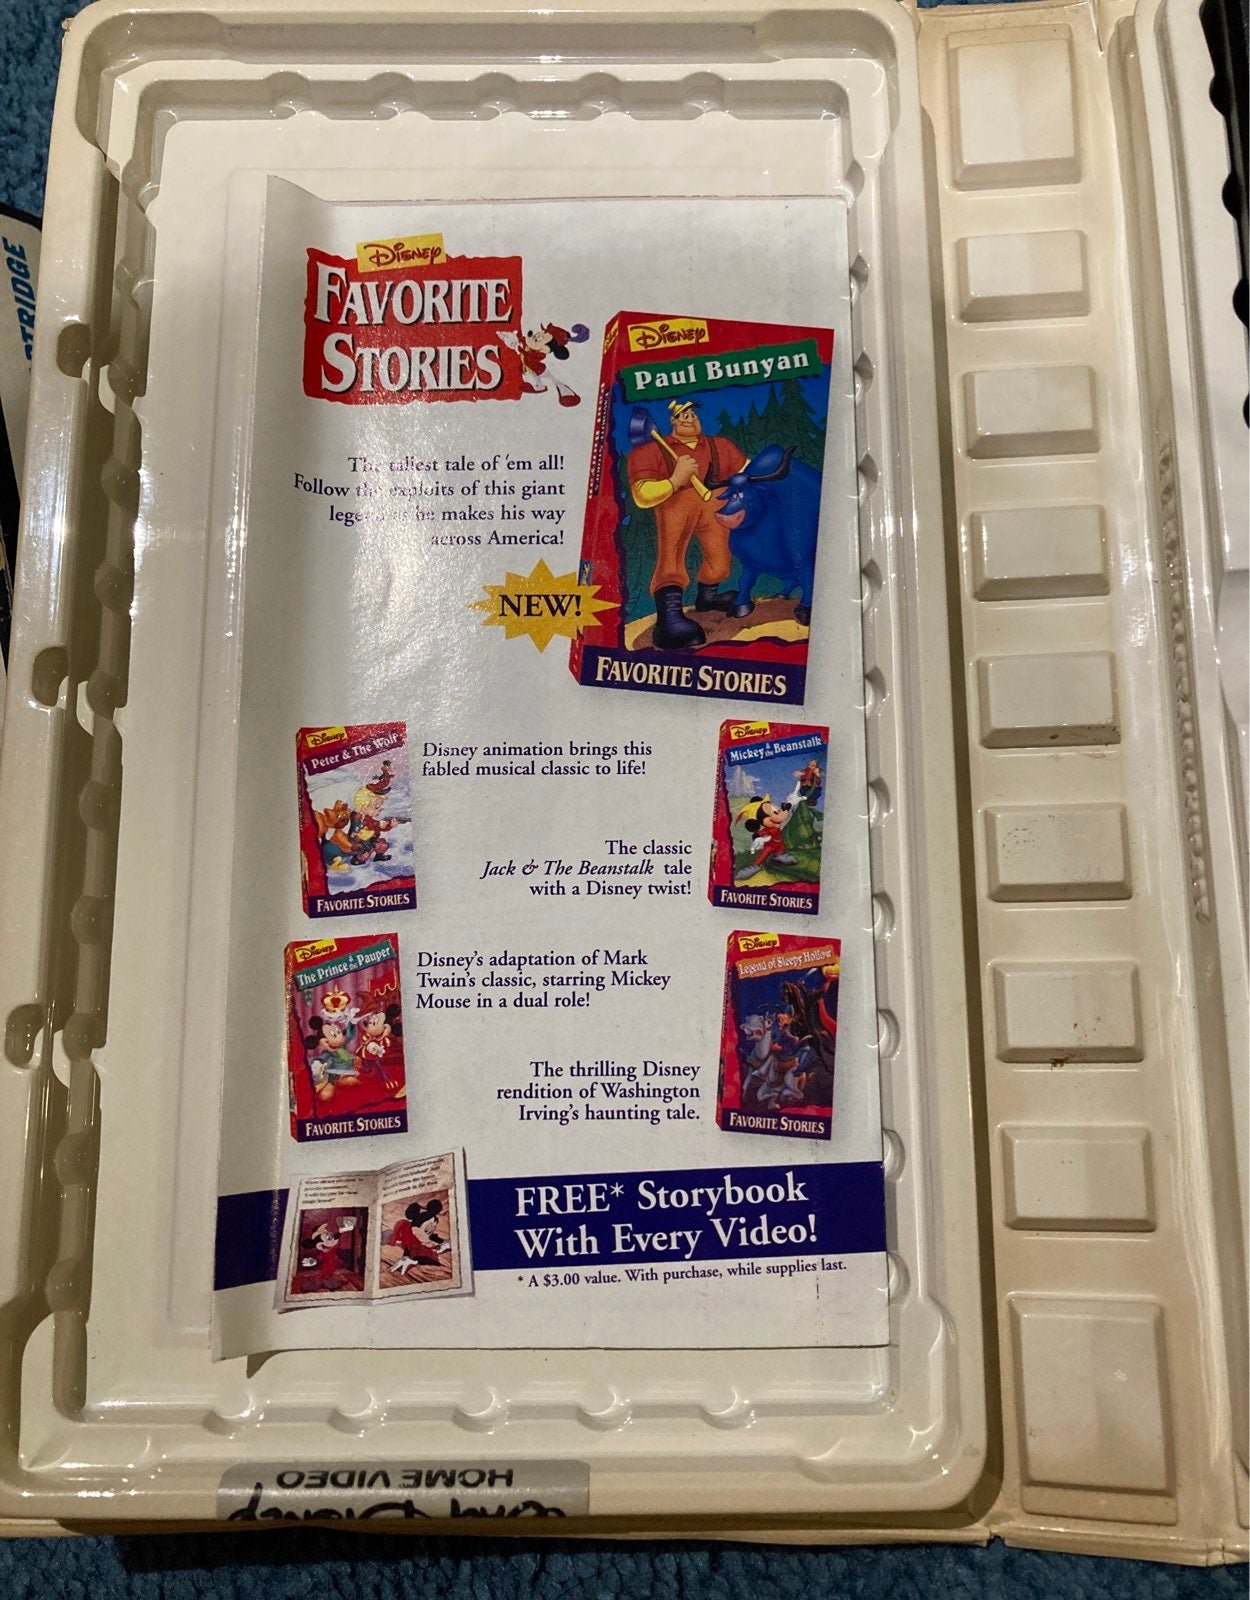 DISNEY
FAVORITE
STORIES
DISNEY
Paul Bunyan
FAVORITE STORIES
The tallest tale of 'em all!
Follow the exploits of this giant
legend as he makes his way
across America!
NEW!
DISNEY
Peter & The Wolf
FAVORITE STORIES
Disney animation brings this
fabled musical classic to life!
DISNEY
Mickey & the Beanstalk
FAVORITE STORIES
The classic
Jack & The Beanstalk tale
with a Disney twist!
DISNEY
The Prince & the Pauper
FAVORITE STORIES
Disney's adaptation of Mark
Twain's classic, starring Mickey
Mouse in a dual role!
DISNEY
Legend of Sleepy Hollow
FAVORITE STORIES
The thrilling Disney
rendition of Washington
Irving's haunting tale.
FREE* Storybook
With Every Video!
* A $3.00 value. With purchase, while supplies last.
Walt Disney
HOME VIDEO